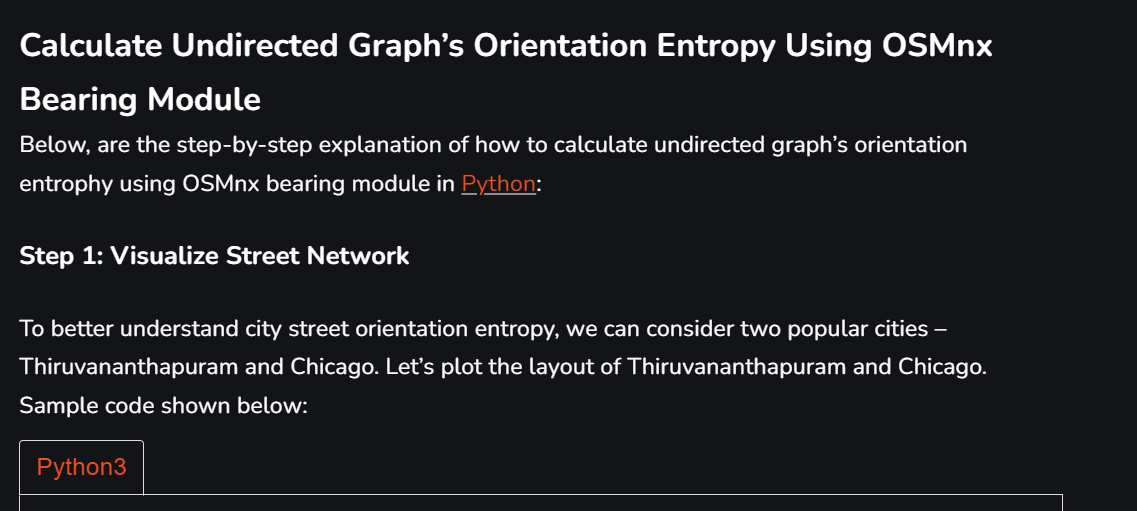 Calculate Undirected Graph’s Orientation Entropy Using OSMnx
Bearing Module
Below, are the step-by-step explanation of how to calculate undirected graph’s orientation
entrophy using OSMnx bearing module in Python:
Step 1: Visualize Street Network
To better understand city street orientation entropy, we can consider two popular cities –
Thiruvananthapuram and Chicago. Let’s plot the layout of Thiruvananthapuram and Chicago.
Sample code shown below:
Python3